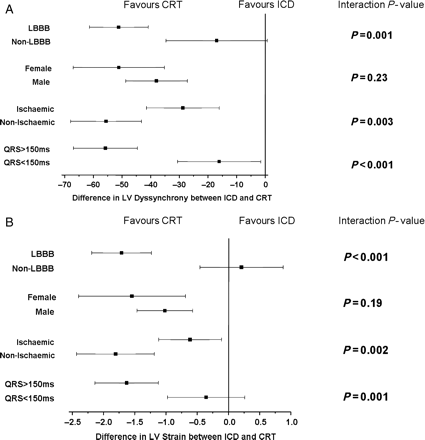 A
Favours CRT Favours ICD Interaction P- value
LBBB
Non-LBBB
P=0.001
Female
Male
P=0.23
Ischaemic
Non-Ischaemic
P=0.003
QRS>150ms
QRS<150ms
P<0.001
−70 −60 −50 −40 −30 −20 −10 0
Difference in LV Dyssynchrony between ICD and CRT
B
Favours CRT Favours ICD Interaction P-value
LBBB
Non-LBBB
P<0.001
Female
Male
P=0.19
Ischaemic
Non-Ischaemic
P=0.002
QRS>150ms
QRS<150ms
P=0.001
−2.5 −2.0 −1.5 −1.0 −0.5 0.0 0.5 1.0
Difference in LV Strain between ICD and CRT